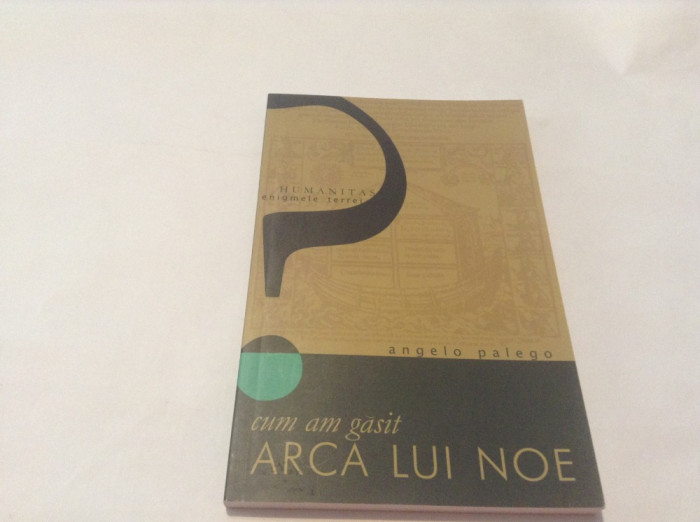 HUMANITAS
enigmele terrei
angelo palego
cum am găsit
ARCA LUI NOE